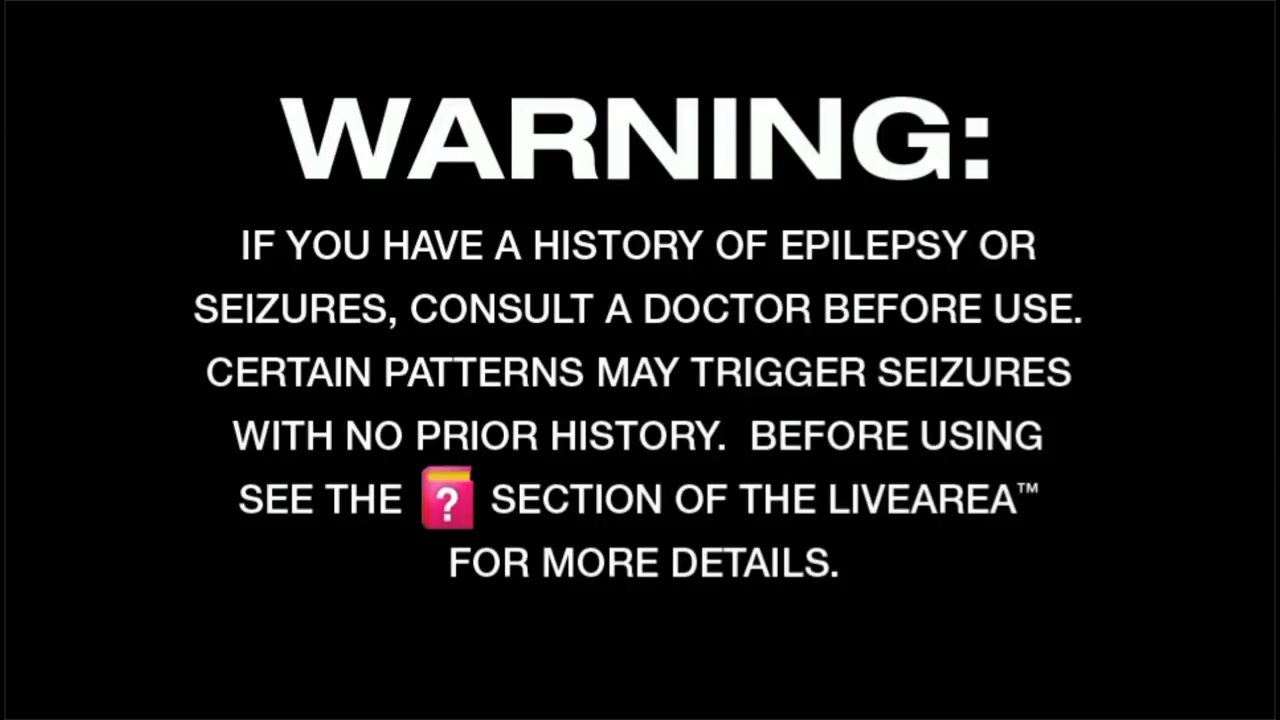 WARNING:
IF YOU HAVE A HISTORY OF EPILEPSY OR
SEIZURES, CONSULT A DOCTOR BEFORE USE.
CERTAIN PATTERNS MAY TRIGGER SEIZURES
WITH NO PRIOR HISTORY.  BEFORE USING
SEE THE ? SECTION OF THE LIVEAREA™
FOR MORE DETAILS.